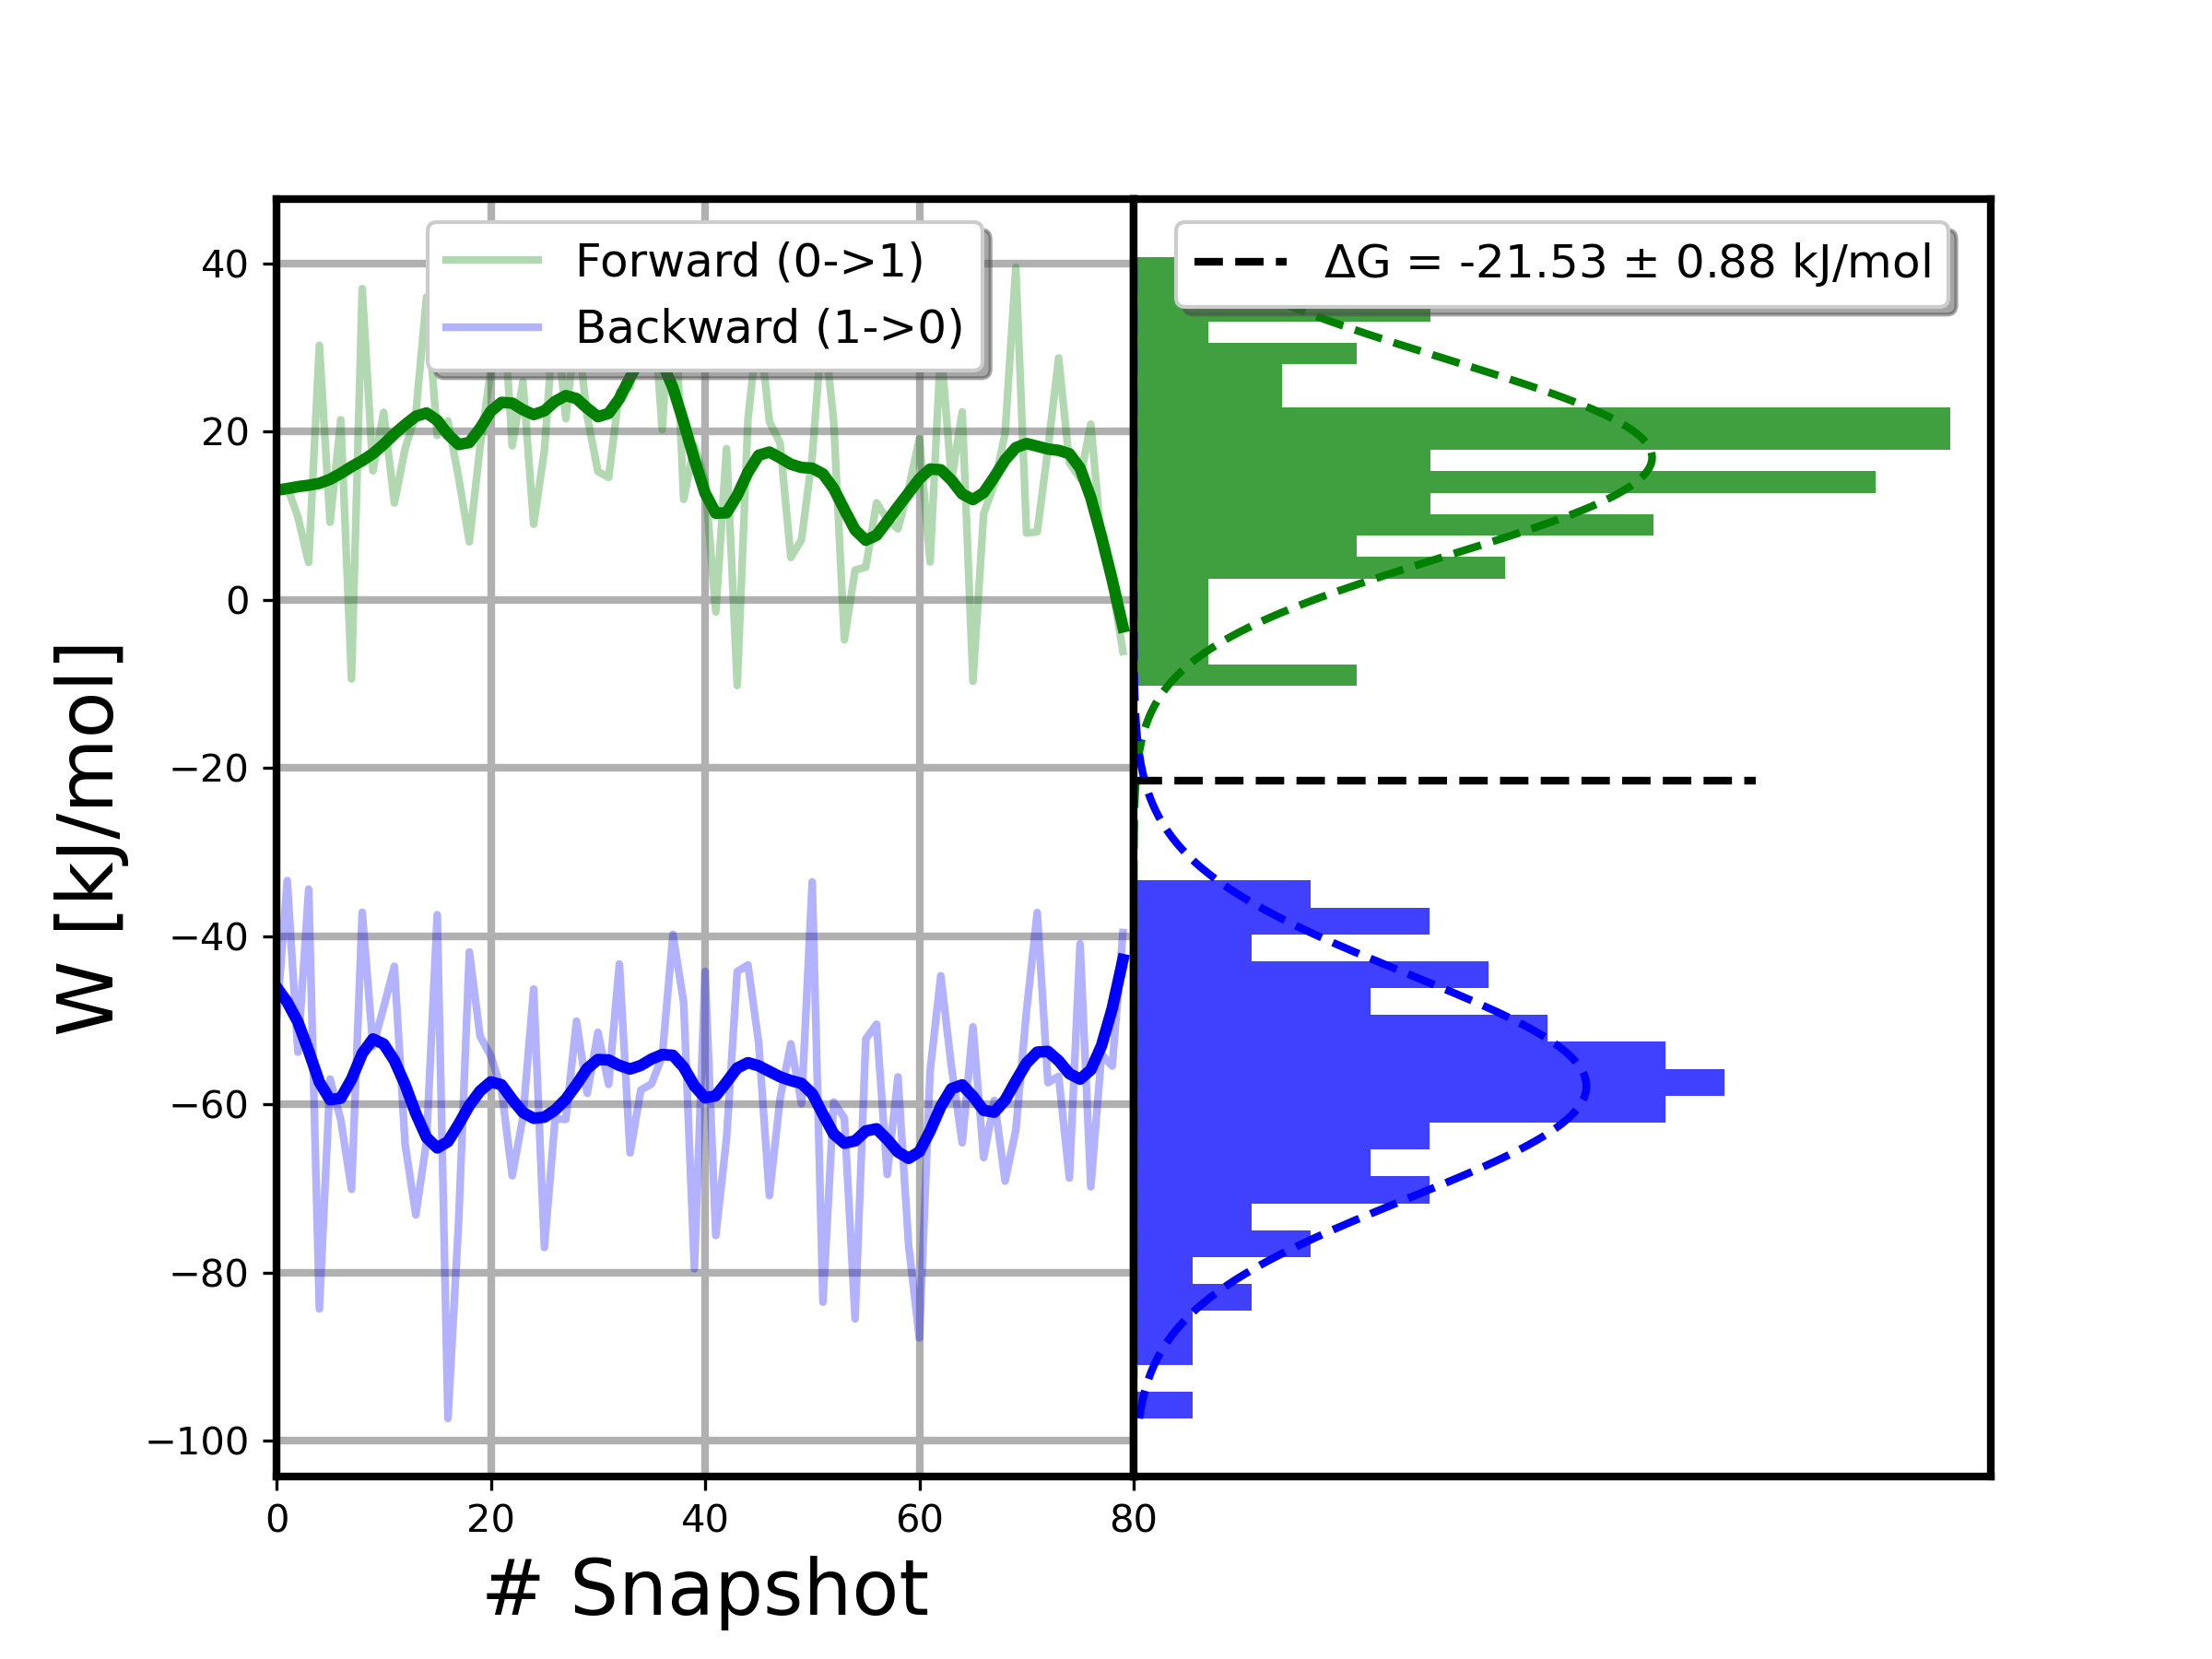 Forward (0->1)
Backward (1->0)
ΔG = -21.53 ± 0.88 kJ/mol
W [kJ/mol]
40
20
0
−20
−40
−60
−80
−100
0 20 40 60 80
# Snapshot